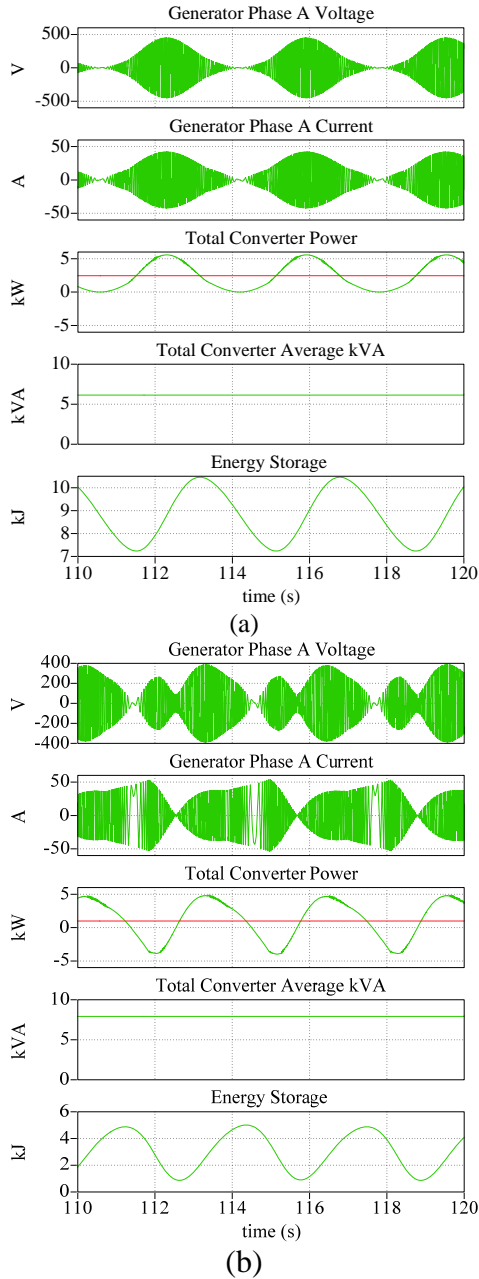 Generator Phase A Voltage
500
0
-500
V
Generator Phase A Current
50
0
-50
A
Total Converter Power
5
0
-5
kW
Total Converter Average kVA
10
5
0
kVA
Energy Storage
10
9
8
7
kJ
110 112 114 116 118 120
time (s)
(a)
Generator Phase A Voltage
400
200
0
-200
-400
V
Generator Phase A Current
50
0
-50
A
Total Converter Power
5
0
-5
kW
Total Converter Average kVA
10
5
0
kVA
Energy Storage
6
4
2
0
kJ
110 112 114 116 118 120
time (s)
(b)